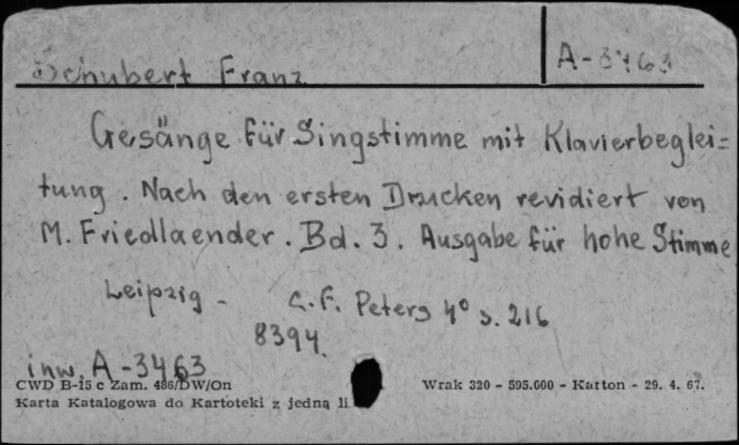 Schubert Franz
A-3463
Gesänge für Singstimme mit Klavierbeglei=
tung. Nach den ersten Drucken revidiert von
M. Friedlaender. Bd. 3. Ausgabe für hohe Stimme
Leipzig - C.F. Peters 4° s. 216
8394.
inw. A-3463
CWD B-15 c Zam. 486/DW/On
Wrak 320 - 595.000 - Karton - 29. 4. 67.
Karta Katalogowa do Kartoteki z jedną li